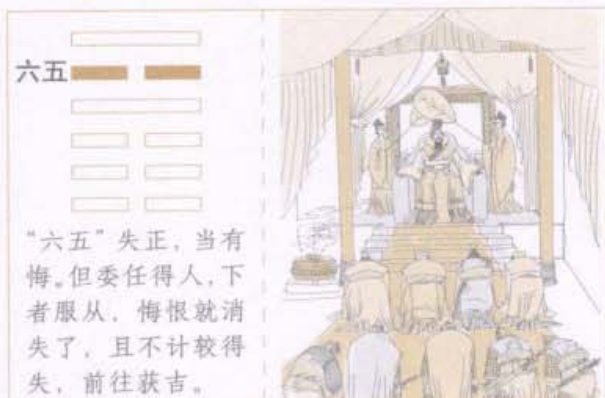 六五
“六五”失正，当有
悔。但委任得人，下
者服从，悔恨就消
失了，且不计较得
失，前往获吉。